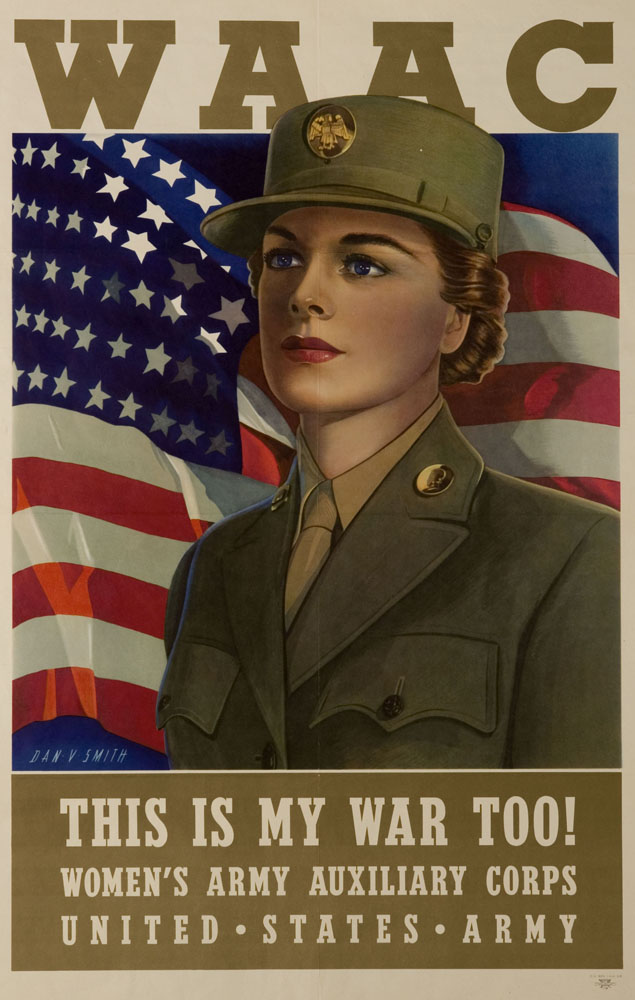 WAAC
DAN·V·SMITH
THIS IS MY WAR TOO!
WOMEN'S ARMY AUXILIARY CORPS
UNITED • STATES • ARMY